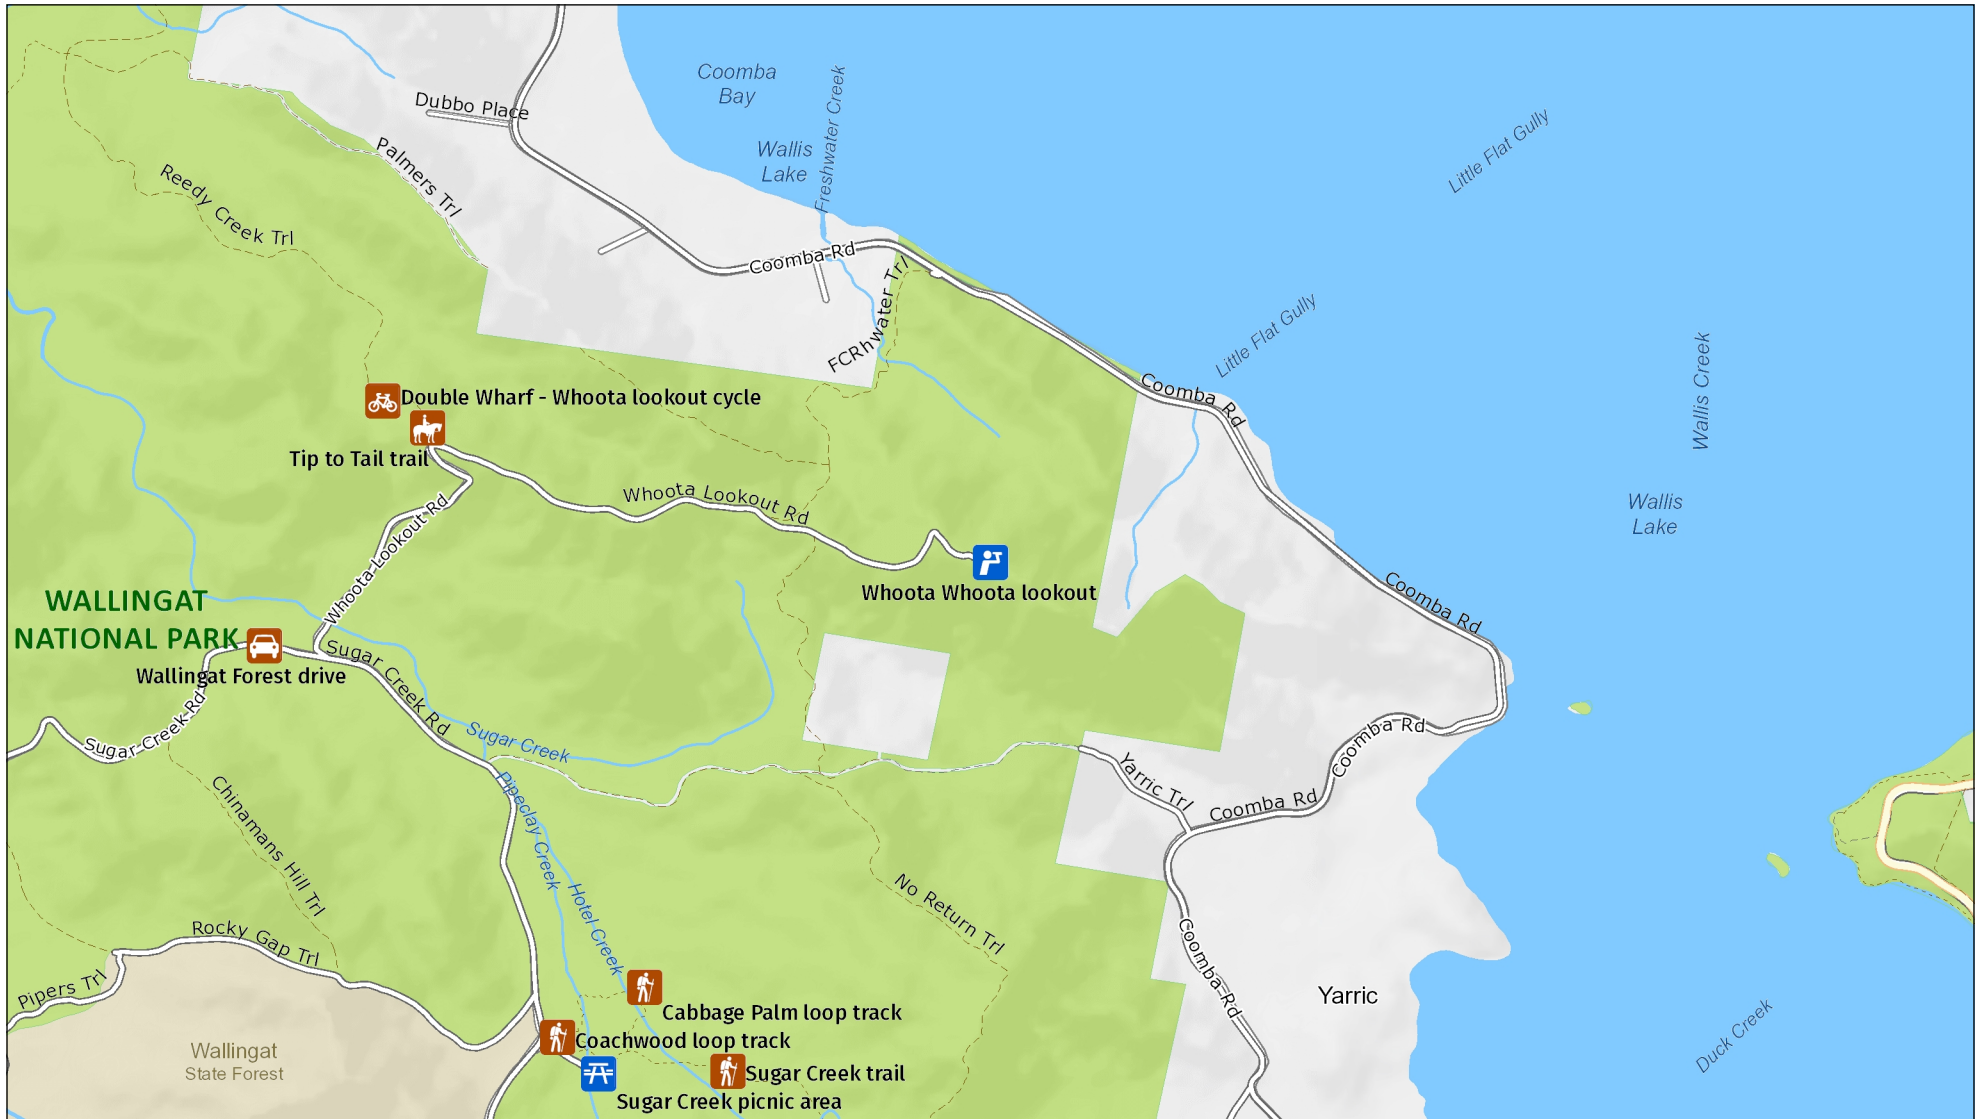 Coomba
Bay
Dubbo Place
Freshwater Creek
Little Flat Gully
Wallis
Lake
Palmers Trl
Reedy Creek Trl
Coomba Rd
FCRhwater Trl
Little Flat Gully
Wallis Creek
Coomba Rd
Double Wharf - Whoota lookout cycle
Tip to Tail trail
Whoota Lookout Rd
Whoota Lookout Rd
Wallis
Lake
Whoota Whoota lookout
Coomba Rd
WALLINGAT
NATIONAL PARK
Wallingat Forest drive
Sugar Creek Rd
Sugar Creek Rd
Sugar Creek
Coomba Rd
Yarric Trl
Coomba Rd
Pipeclay Creek
Chinamans Hill Trl
Hotel Creek
No Return Trl
Rocky Gap Trl
Coomba Rd
Pipers Trl
Yarric
Cabbage Palm loop track
Coachwood loop track
Duck Creek
Wallingat
State Forest
Sugar Creek trail
Sugar Creek picnic area